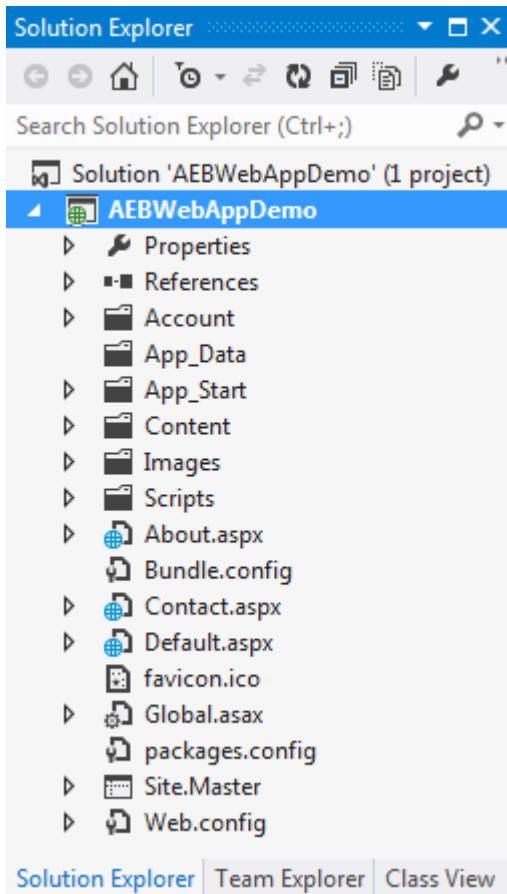 Solution Explorer
Search Solution Explorer (Ctrl+;)
Solution 'AEBWebAppDemo' (1 project)
AEBWebAppDemo
Properties
References
Account
App_Data
App_Start
Content
Images
Scripts
About.aspx
Bundle.config
Contact.aspx
Default.aspx
favicon.ico
Global.asax
packages.config
Site.Master
Web.config
Solution Explorer Team Explorer Class View